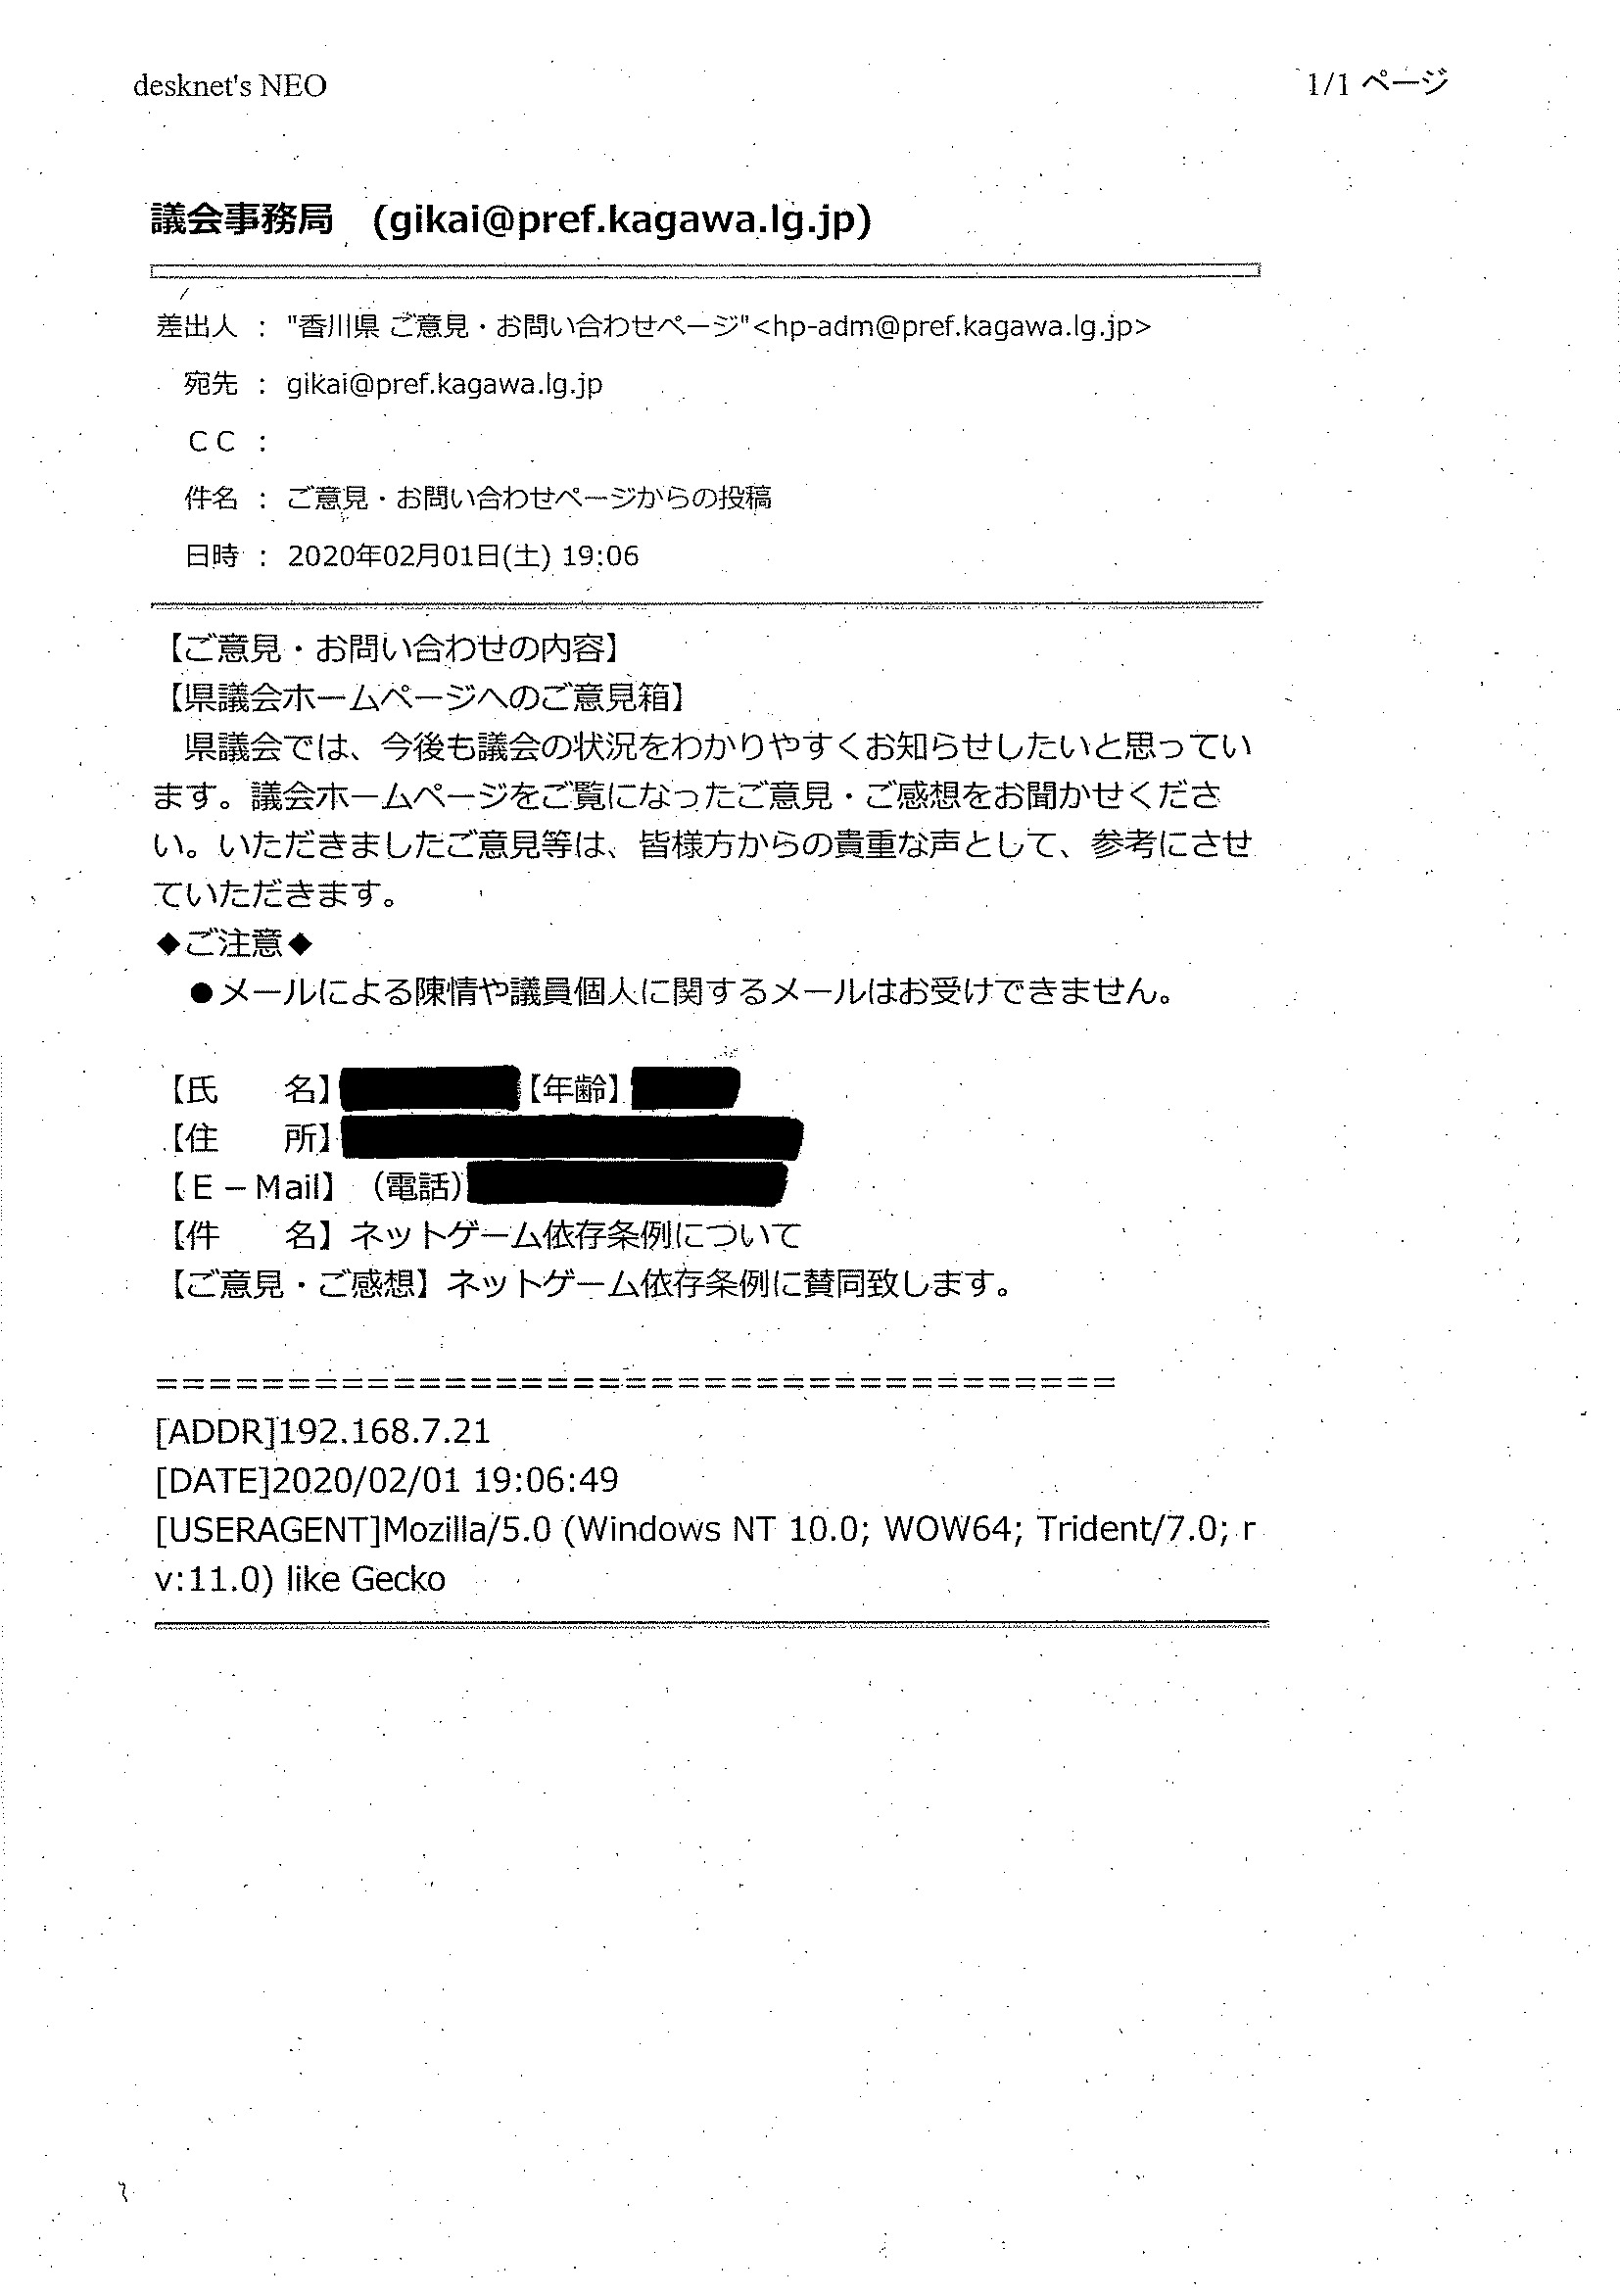 desknet's NEO
1/1 ページ
議会事務局　(gikai@pref.kagawa.lg.jp)
差出人 : "香川県 ご意見・お問い合わせページ"<hp-adm@pref.kagawa.lg.jp>
宛先 : gikai@pref.kagawa.lg.jp
ＣＣ :
件名 : ご意見・お問い合わせページからの投稿
日時 : 2020年02月01日(土) 19:06
【ご意見・お問い合わせの内容】
【県議会ホームページへのご意見箱】
　県議会では、今後も議会の状況をわかりやすくお知らせしたいと思ってい
ます。議会ホームページをご覧になったご意見・ご感想をお聞かせくださ
い。いただきましたご意見等は、皆様方からの貴重な声として、参考にさせ
ていただきます。
◆ご注意◆
　●メールによる陳情や議員個人に関するメールはお受けできません。
【氏　　名】【年齢】
【住　　所】
【Ｅ－Mail】（電話）
【件　　名】ネットゲーム依存条例について
【ご意見・ご感想】ネットゲーム依存条例に賛同致します。
=====================================
[ADDR]192.168.7.21
[DATE]2020/02/01 19:06:49
[USERAGENT]Mozilla/5.0 (Windows NT 10.0; WOW64; Trident/7.0; r
v:11.0) like Gecko